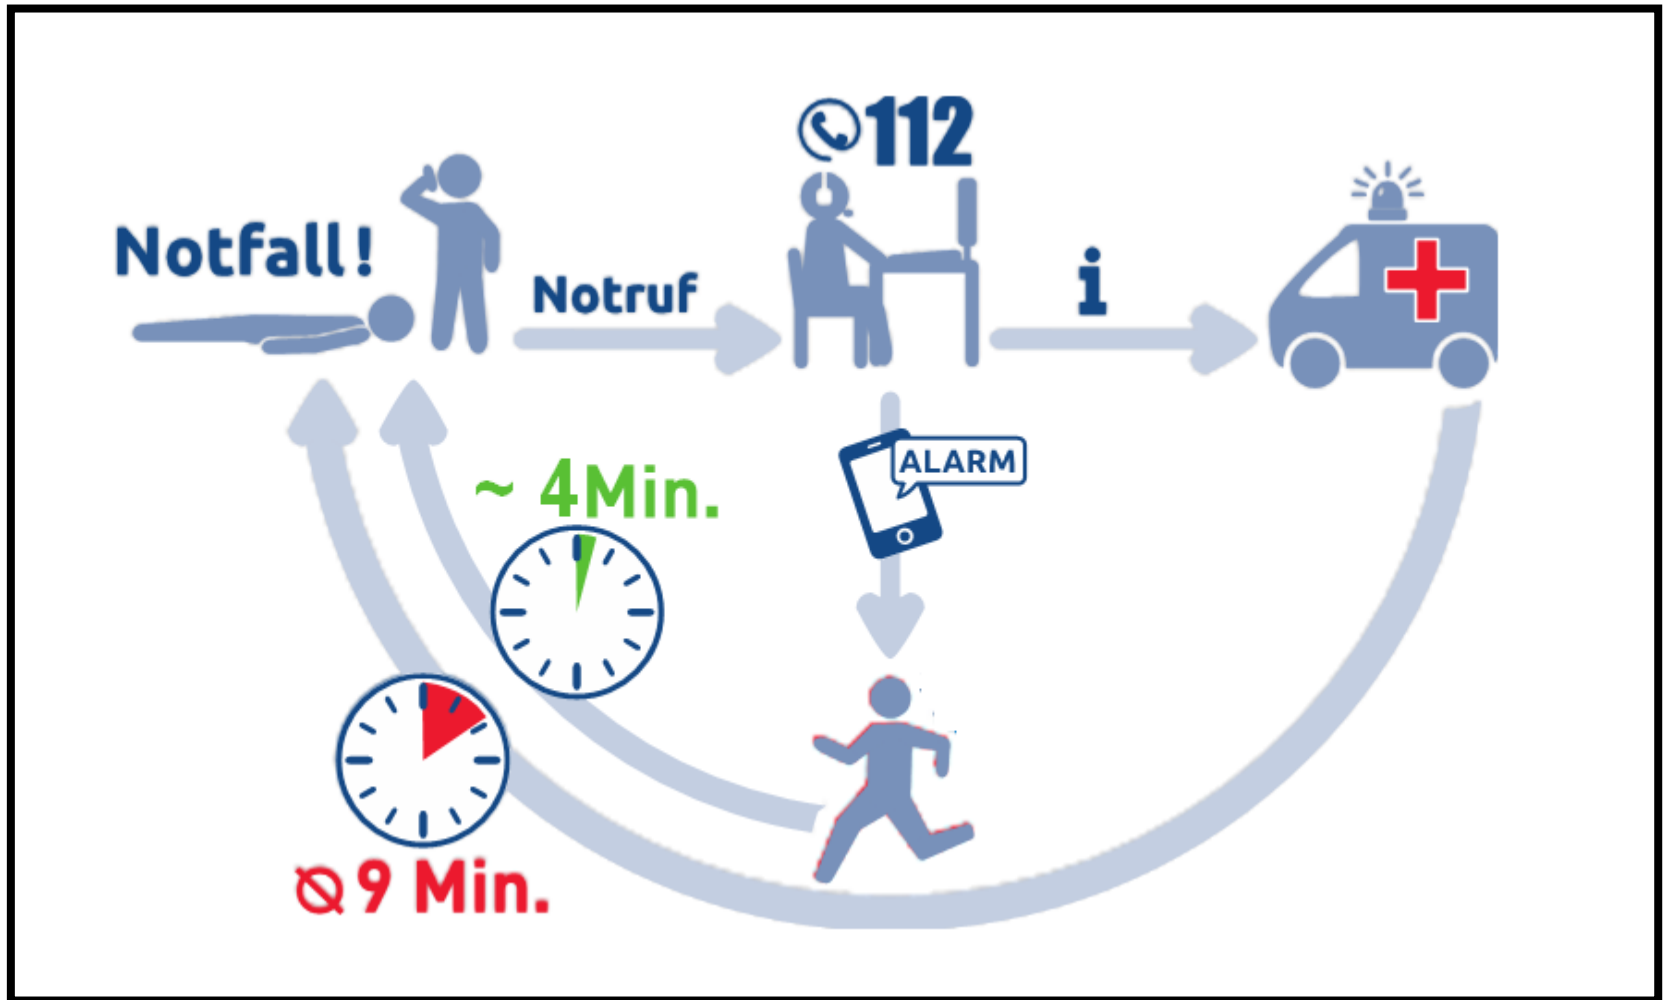 112
Notfall!
Notruf
i
ALARM
~ 4Min.
Ø 9 Min.